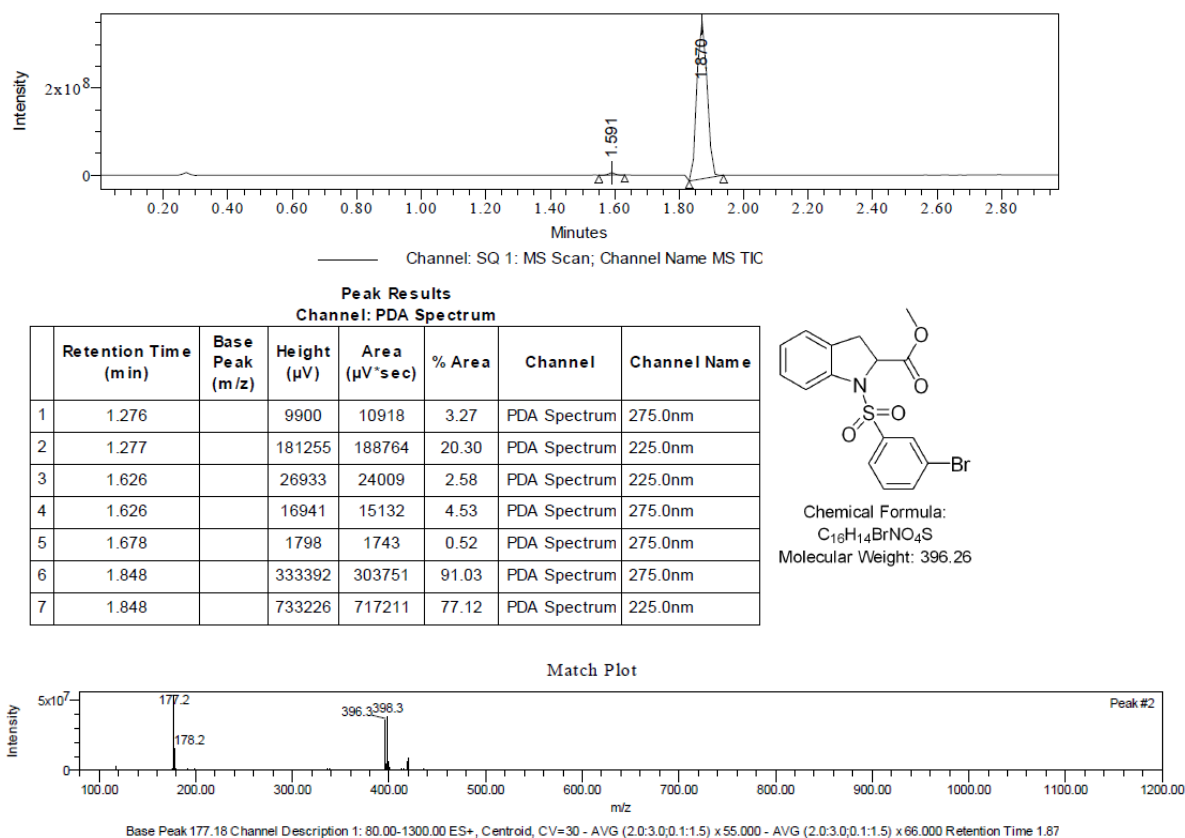 Intensity
2x10⁸
0
1.591
1.870
0.20 0.40 0.60 0.80 1.00 1.20 1.40 1.60 1.80 2.00 2.20 2.40 2.60 2.80
Minutes
Channel: SQ 1: MS Scan; Channel Name MS TIC
Peak Results
Channel: PDA Spectrum
Retention Time (min) Base Peak (m/z) Height (µV) Area (µV*sec) % Area Channel Channel Name
1 1.276 9900 10918 3.27 PDA Spectrum 275.0nm
2 1.277 181255 188764 20.30 PDA Spectrum 225.0nm
3 1.626 26933 24009 2.58 PDA Spectrum 225.0nm
4 1.626 16941 15132 4.53 PDA Spectrum 275.0nm
5 1.678 1798 1743 0.52 PDA Spectrum 275.0nm
6 1.848 333392 303751 91.03 PDA Spectrum 275.0nm
7 1.848 733226 717211 77.12 PDA Spectrum 225.0nm
O
O
N
S=O
O
Br
Chemical Formula:
C₁₆H₁₄BrNO₄S
Molecular Weight: 396.26
Match Plot
Intensity
5x10⁷
0
177.2
178.2
396.3
398.3
Peak #2
100.00 200.00 300.00 400.00 500.00 600.00 700.00 800.00 900.00 1000.00 1100.00 1200.00
m/z
Base Peak 177.18 Channel Description 1: 80.00-1300.00 ES+, Centroid, CV=30 - AVG (2.0:3.0;0.1:1.5) x 55.000 - AVG (2.0:3.0;0.1:1.5) x 66.000 Retention Time 1.87